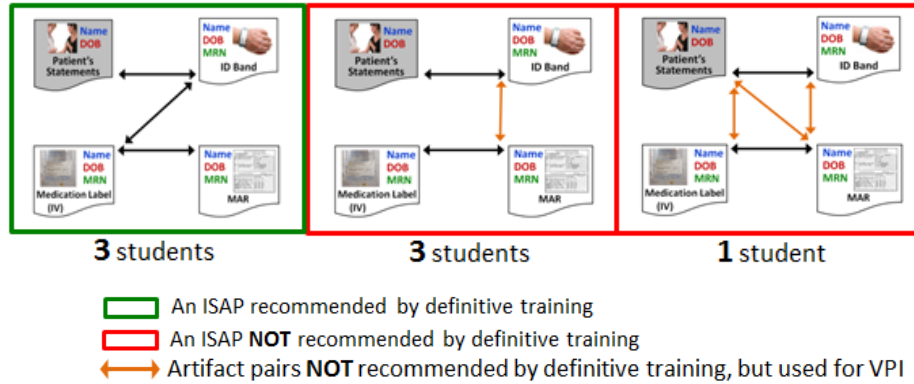 Name
DOB
Patient's
Statements
Name
DOB
MRN
ID Band
Name
DOB
MRN
Medication Label
(IV)
Name
DOB
MRN
MAR
3 students
Name
DOB
Patient's
Statements
Name
DOB
MRN
ID Band
Name
DOB
MRN
Medication Label
(IV)
Name
DOB
MRN
MAR
3 students
Name
DOB
Patient's
Statements
Name
DOB
MRN
ID Band
Name
DOB
MRN
Medication Label
(IV)
Name
DOB
MRN
MAR
1 student
An ISAP recommended by definitive training
An ISAP NOT recommended by definitive training
Artifact pairs NOT recommended by definitive training, but used for VPI